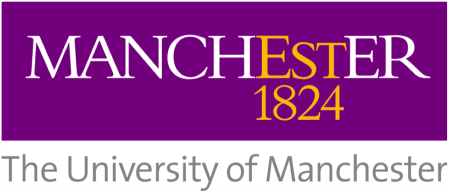 MANCHEstER
1824
The University of Manchester